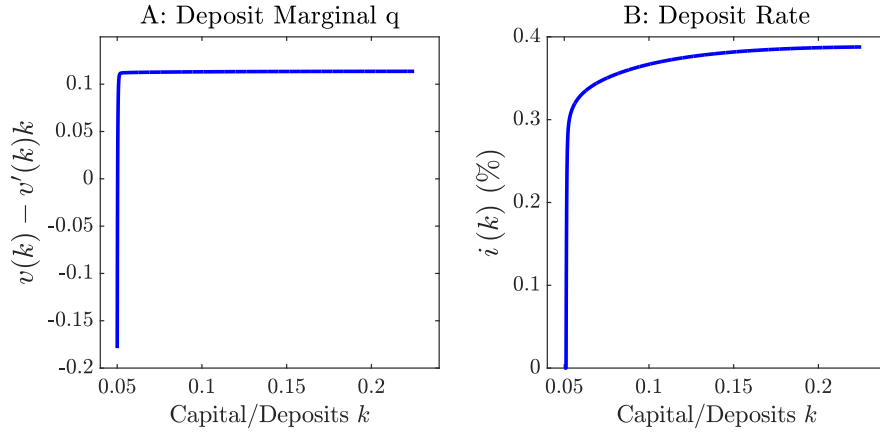 A: Deposit Marginal q
v(k) − v′(k)k
0.1
0.05
0
-0.05
-0.1
-0.15
-0.2
0.05 0.1 0.15 0.2
Capital/Deposits k
B: Deposit Rate
i (k) (%)
0.4
0.3
0.2
0.1
0
0.05 0.1 0.15 0.2
Capital/Deposits k